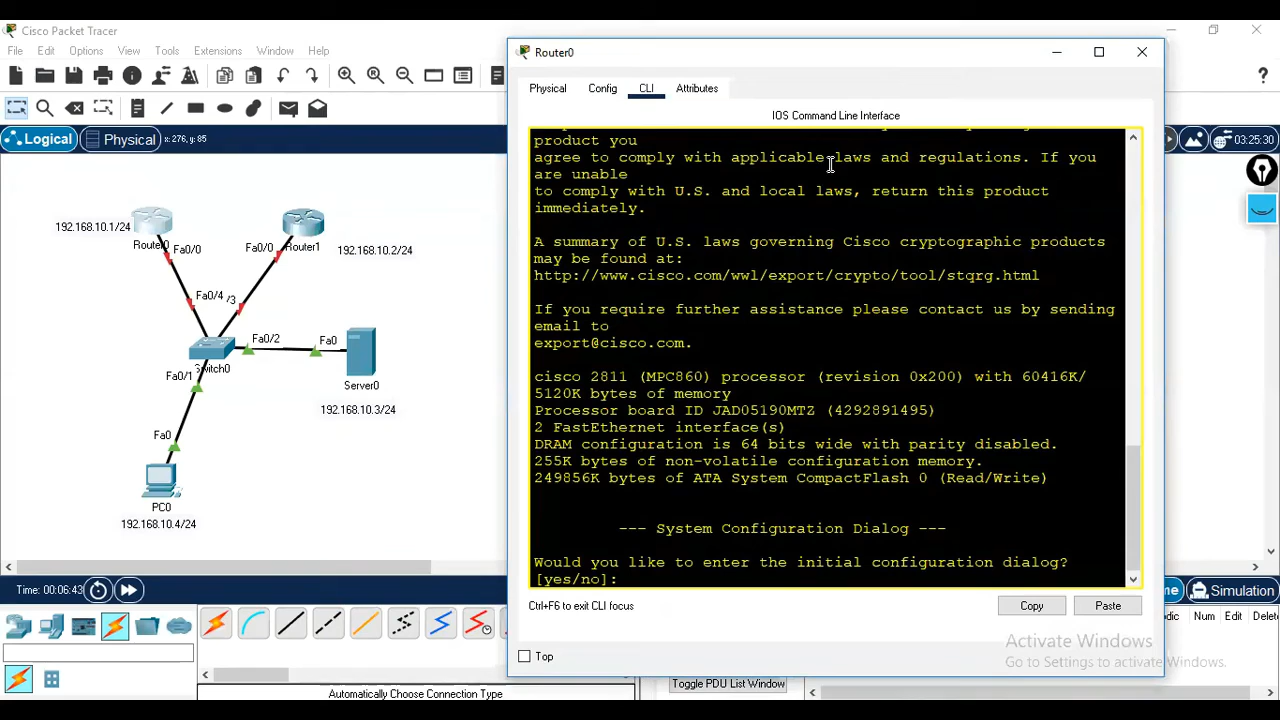 Cisco Packet Tracer
File Edit Options View Tools Extensions Window Help
Logical Physical x: 276, y: 85
03:25:30
192.168.10.1/24
Router0
Fa0/0
Fa0/0
Router1
192.168.10.2/24
Fa0/4
/3
Fa0/2
Fa0
Switch0
Fa0/1
Server0
192.168.10.3/24
Fa0
PC0
192.168.10.4/24
Time: 00:06:43
Automatically Choose Connection Type
Router0
Physical Config CLI Attributes
IOS Command Line Interface
product you
agree to comply with applicable laws and regulations. If you
are unable
to comply with U.S. and local laws, return this product
immediately.
A summary of U.S. laws governing Cisco cryptographic products
may be found at:
http://www.cisco.com/wwl/export/crypto/tool/stqrg.html
If you require further assistance please contact us by sending
email to
export@cisco.com.
cisco 2811 (MPC860) processor (revision 0x200) with 60416K/
5120K bytes of memory
Processor board ID JAD05190MTZ (4292891495)
2 FastEthernet interface(s)
DRAM configuration is 64 bits wide with parity disabled.
255K bytes of non-volatile configuration memory.
249856K bytes of ATA System CompactFlash 0 (Read/Write)
--- System Configuration Dialog ---
Would you like to enter the initial configuration dialog?
[yes/no]:
Ctrl+F6 to exit CLI focus
Copy Paste
Top
Activate Windows
Go to Settings to activate Windows.
me Simulation
dic Num Edit Delet
Toggle PDU List Window